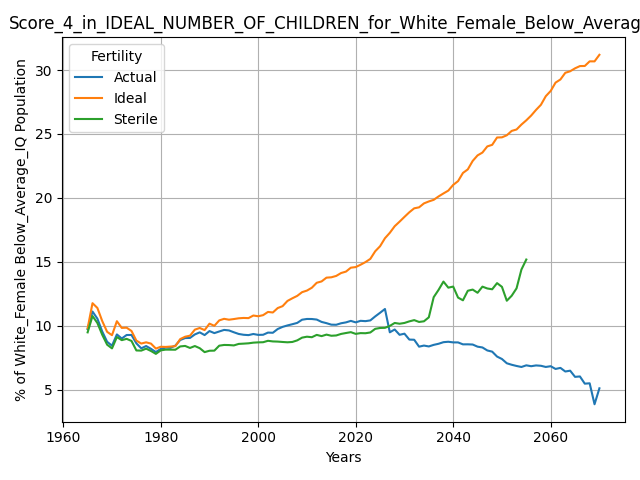 Score_4_in_IDEAL_NUMBER_OF_CHILDREN_for_White_Female_Below_Averag
Fertility
Actual
Ideal
Sterile
% of White_Female Below_Average_IQ Population
30
25
20
15
10
5
1960
1980
2000
2020
2040
2060
Years